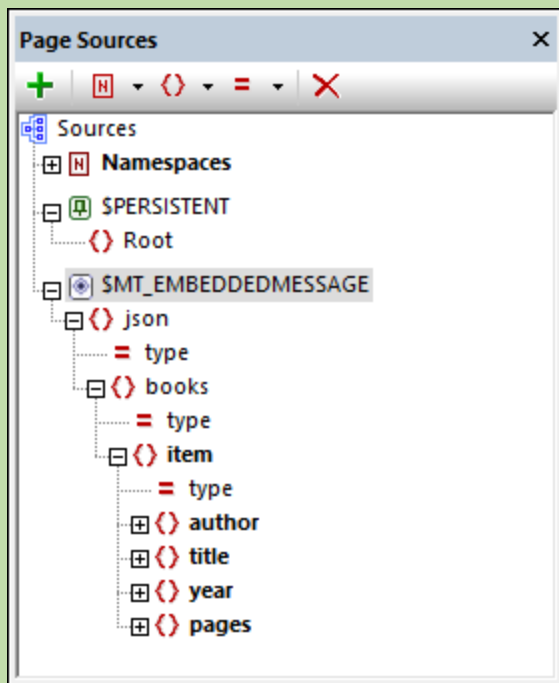 Page Sources
Sources
Namespaces
$PERSISTENT
Root
$MT_EMBEDDEDMESSAGE
json
type
books
type
item
type
author
title
year
pages